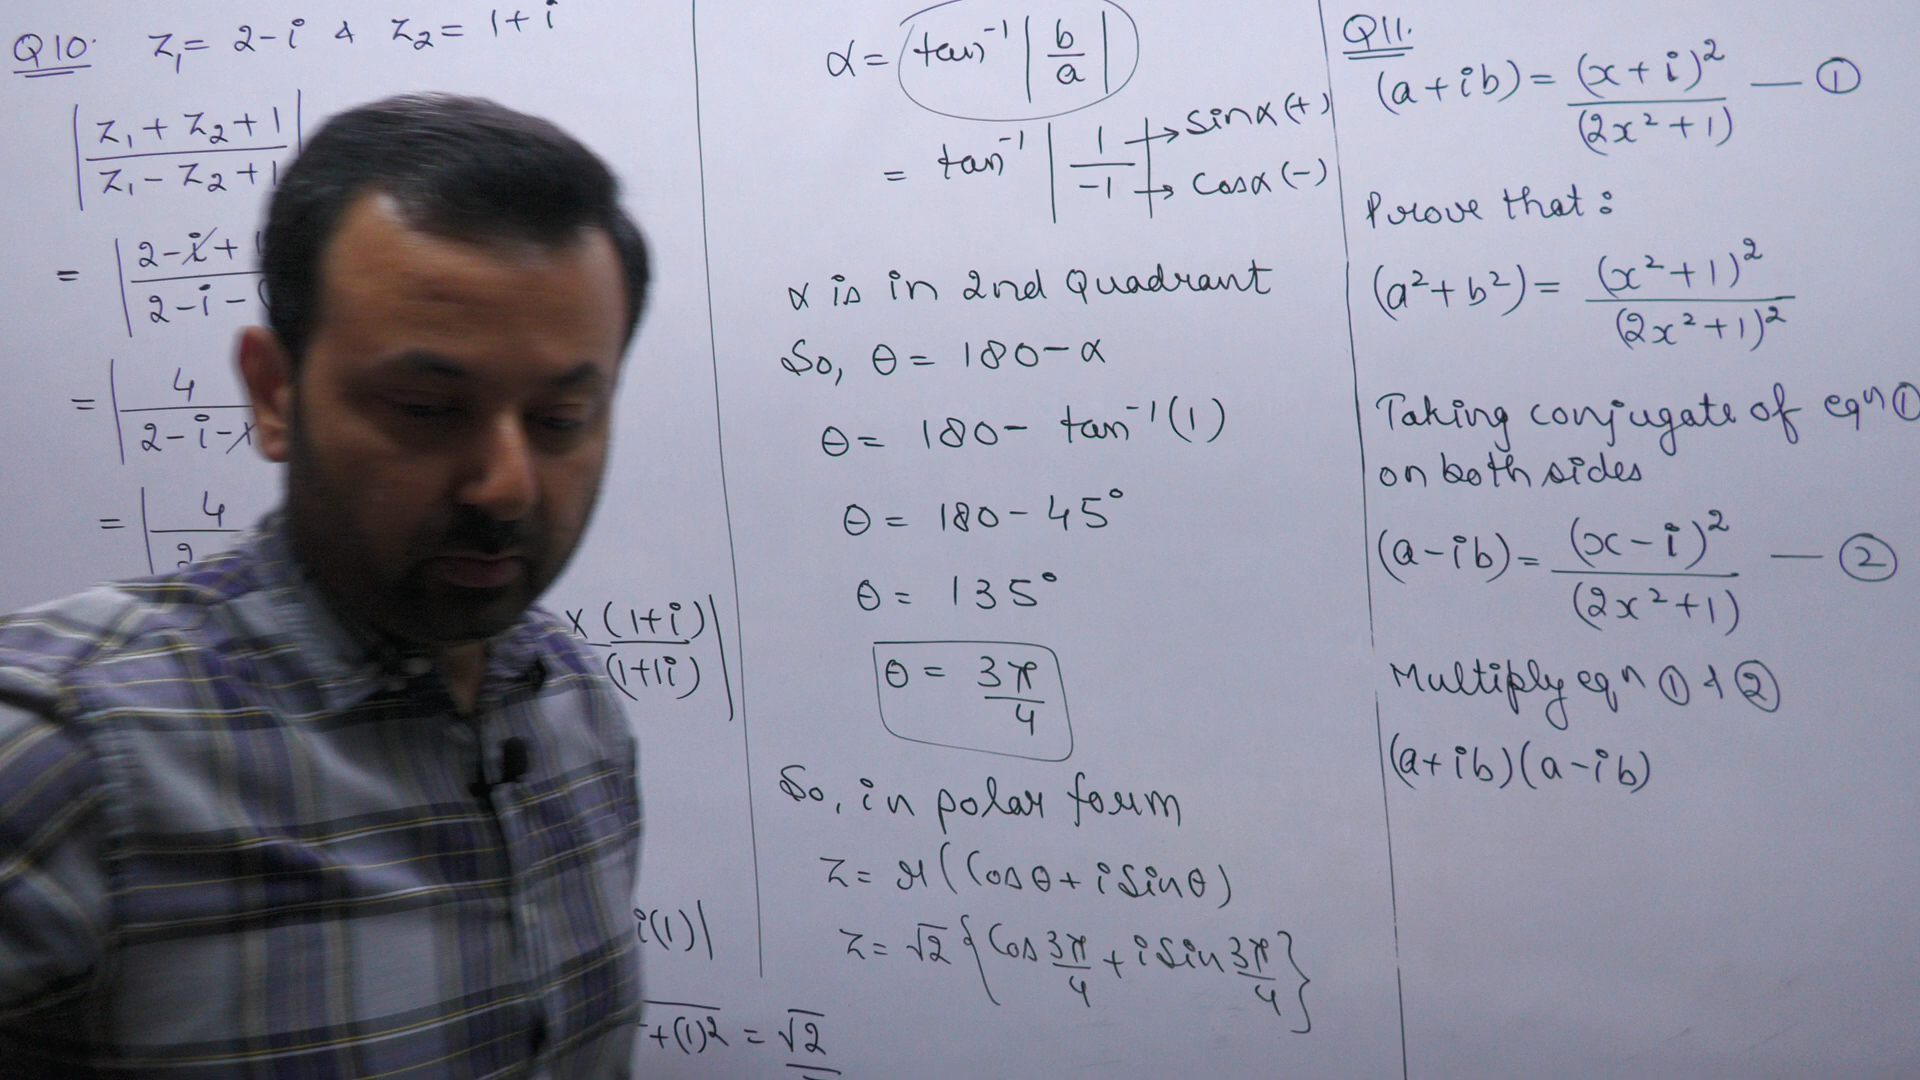 Q10. Z₁ = 2-i & Z₂ = 1+i
| Z₁ + Z₂ + 1 |
Z₁ - Z₂ + 1
= | 2-i+
2-i-
= | 4
2-i-
= | 4
2
x (1+i) |
(1+1i)
i(1) |
+(1)² = √2
α = tan⁻¹ | b/a |
= tan⁻¹ | 1/-1 | → sinα (+)
→ cosα (-)
α is in 2nd Quadrant
So, θ = 180-α
θ = 180- tan⁻¹(1)
θ = 180-45°
θ = 135°
θ = 3π/4
So, in polar form
Z = r(Cosθ + i Sinθ)
Z = √2 { Cos 3π/4 + i Sin 3π/4 }
Q11.
(a+ib) = (x+i)² / (2x²+1) — ①
Prove that:
(a²+b²) = (x²+1)² / (2x²+1)²
Taking conjugate of eqⁿ ①
on both sides
(a-ib) = (x-i)² / (2x²+1) — ②
Multiply eqⁿ ① & ②
(a+ib)(a-ib)